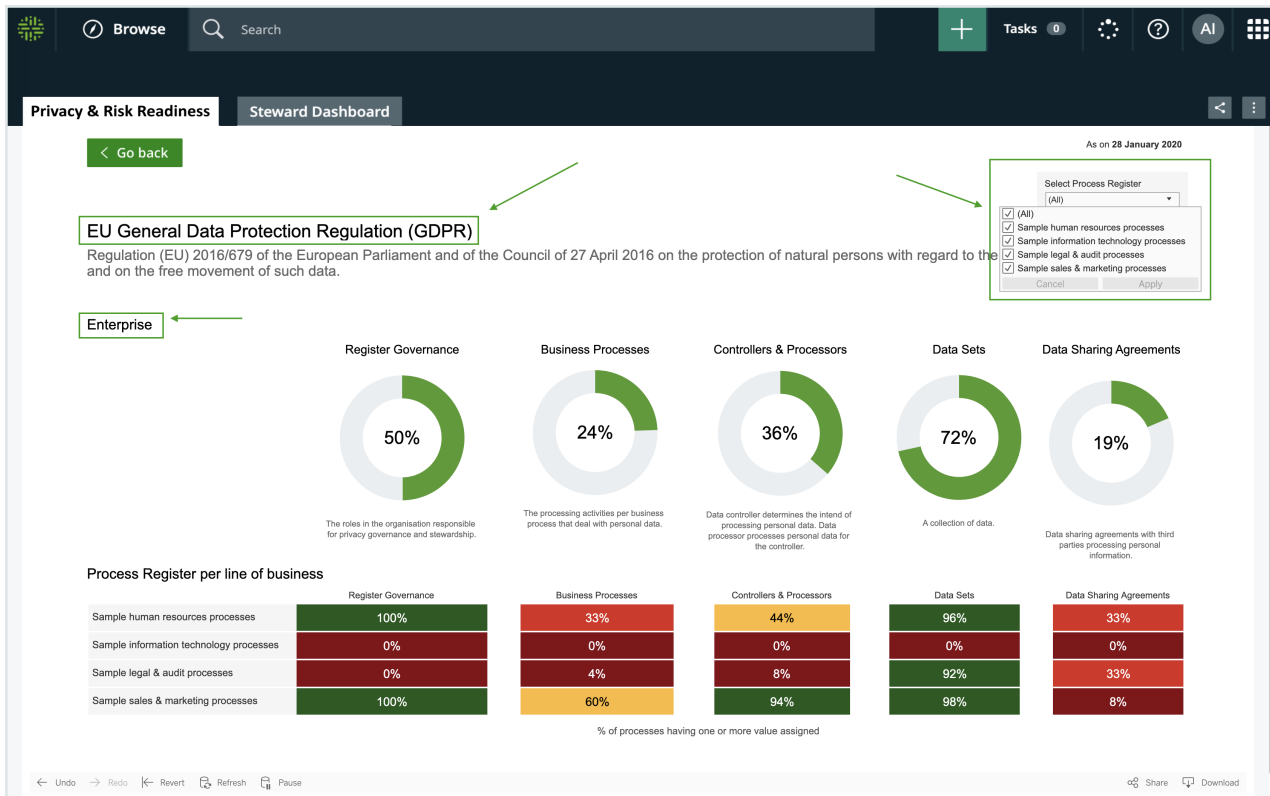 Browse
Search
Tasks 0
AI
Privacy & Risk Readiness
Steward Dashboard
Go back
As on 28 January 2020
Select Process Register
(All)
(All)
Sample human resources processes
Sample information technology processes
Sample legal & audit processes
Sample sales & marketing processes
Cancel Apply
EU General Data Protection Regulation (GDPR)
Regulation (EU) 2016/679 of the European Parliament and of the Council of 27 April 2016 on the protection of natural persons with regard to the
and on the free movement of such data.
Enterprise
Register Governance Business Processes Controllers & Processors Data Sets Data Sharing Agreements
50% 24% 36% 72% 19%
The roles in the organisation responsible
for privacy governance and stewardship.
The processing activities per business
process that deal with personal data.
Data controller determines the intend of
processing personal data. Data
processor processes personal data for
the controller.
A collection of data.
Data sharing agreements with third
parties processing personal
information.
Process Register per line of business
Register Governance Business Processes Controllers & Processors Data Sets Data Sharing Agreements
Sample human resources processes 100% 33% 44% 96% 33%
Sample information technology processes 0% 0% 0% 0% 0%
Sample legal & audit processes 0% 4% 8% 92% 33%
Sample sales & marketing processes 100% 60% 94% 98% 8%
% of processes having one or more value assigned
Undo Redo Revert Refresh Pause Share Download